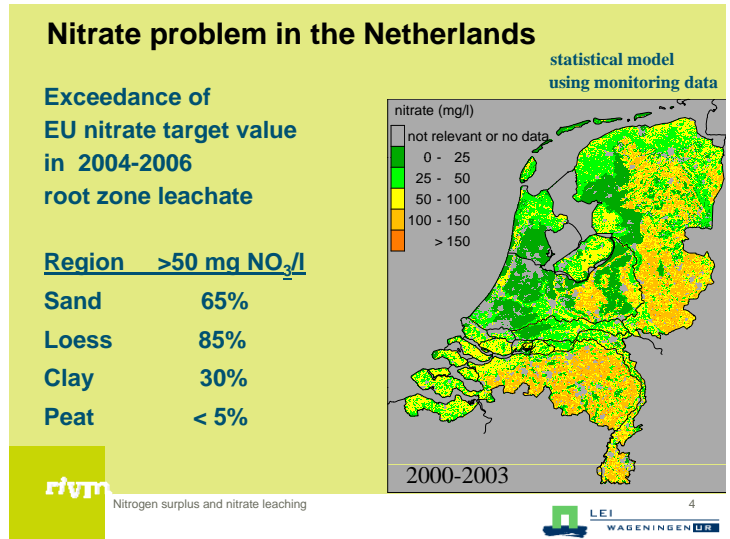 Nitrate problem in the Netherlands
statistical model
using monitoring data
Exceedance of
EU nitrate target value
in 2004-2006
root zone leachate
Region >50 mg NO3/l
Sand 65%
Loess 85%
Clay 30%
Peat < 5%
nitrate (mg/l)
not relevant or no data
0 - 25
25 - 50
50 - 100
100 - 150
> 150
2000-2003
rivm
Nitrogen surplus and nitrate leaching
4
LEI
WAGENINGEN UR